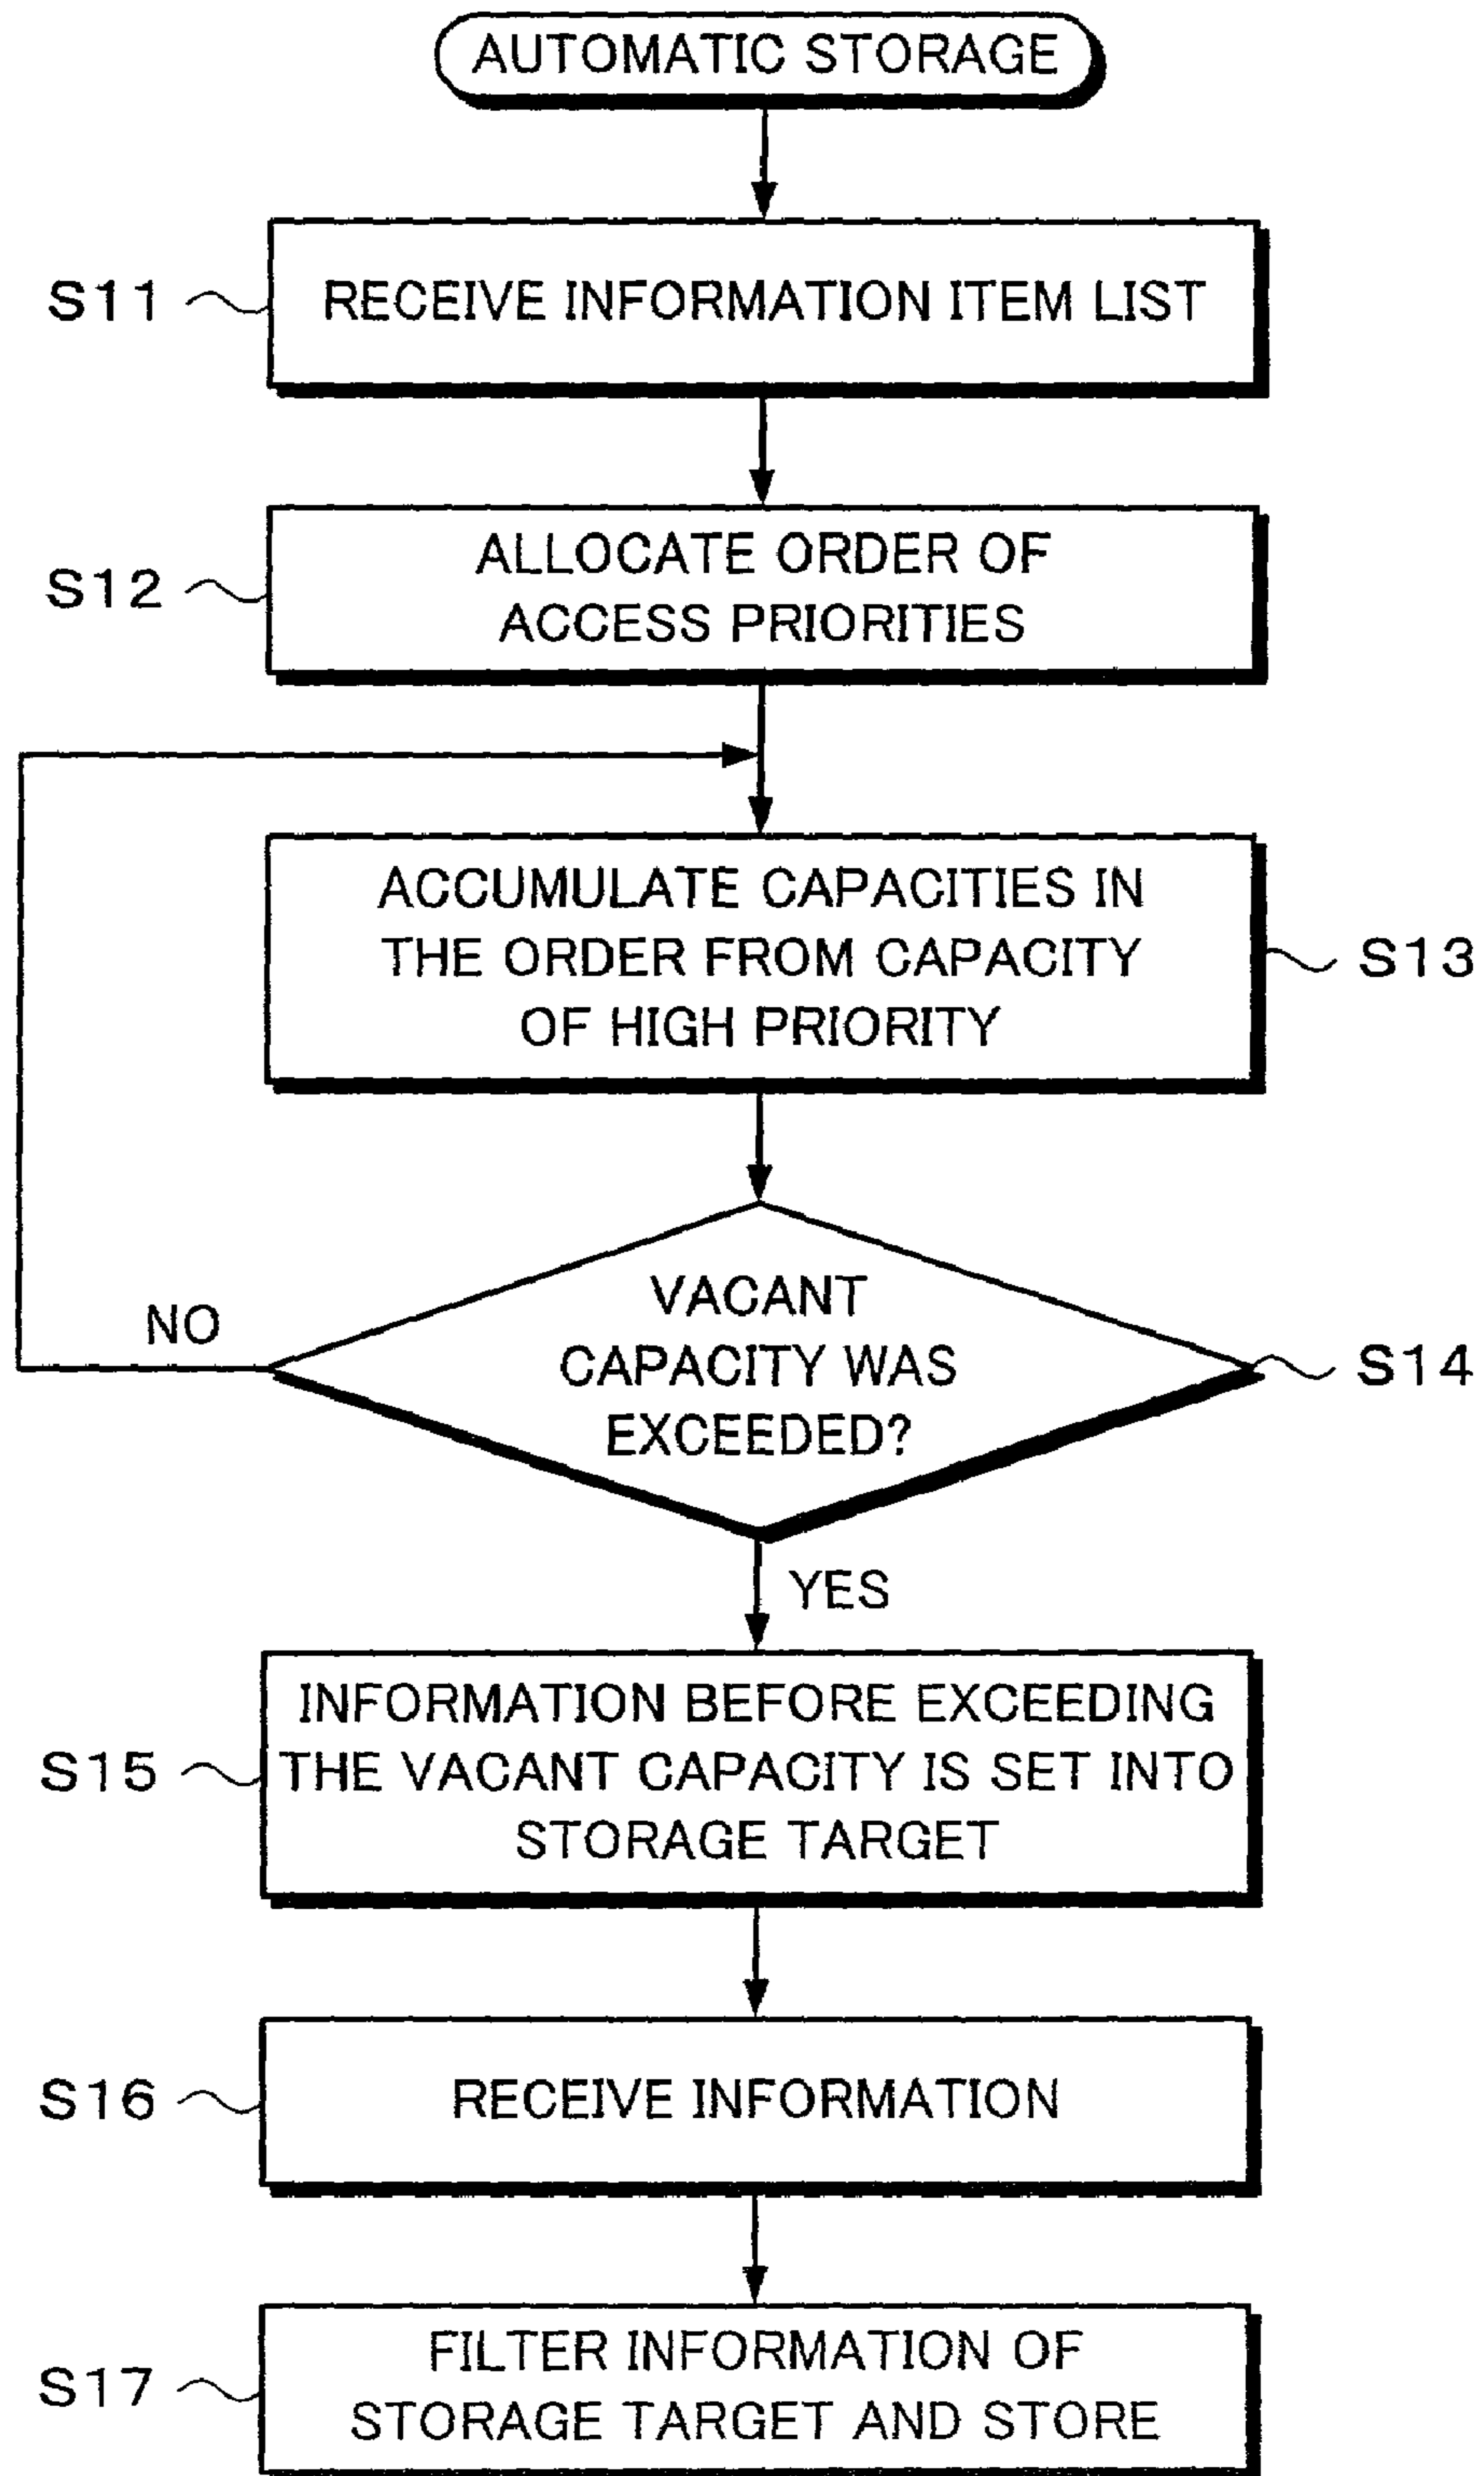 AUTOMATIC STORAGE
S11
RECEIVE INFORMATION ITEM LIST
S12
ALLOCATE ORDER OF
ACCESS PRIORITIES
ACCUMULATE CAPACITIES IN
THE ORDER FROM CAPACITY
OF HIGH PRIORITY
S13
NO
VACANT
CAPACITY WAS
EXCEEDED?
S14
YES
S15
INFORMATION BEFORE EXCEEDING
THE VACANT CAPACITY IS SET INTO
STORAGE TARGET
S16
RECEIVE INFORMATION
S17
FILTER INFORMATION OF
STORAGE TARGET AND STORE